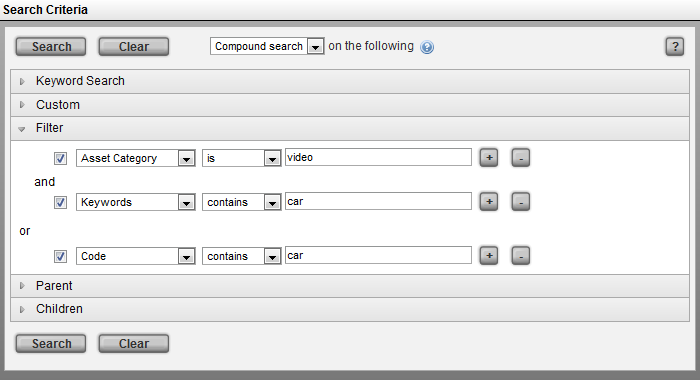 Search Criteria
Search Clear Compound search on the following ? ?
Keyword Search
Custom
Filter
Asset Category is video + -
and
Keywords contains car + -
or
Code contains car + -
Parent
Children
Search Clear